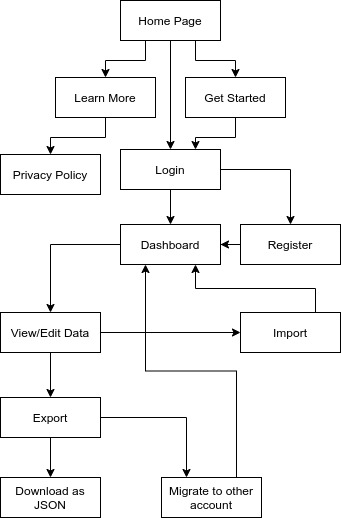 Home Page
Learn More
Get Started
Privacy Policy
Login
Dashboard
Register
View/Edit Data
Import
Export
Download as
JSON
Migrate to other
account